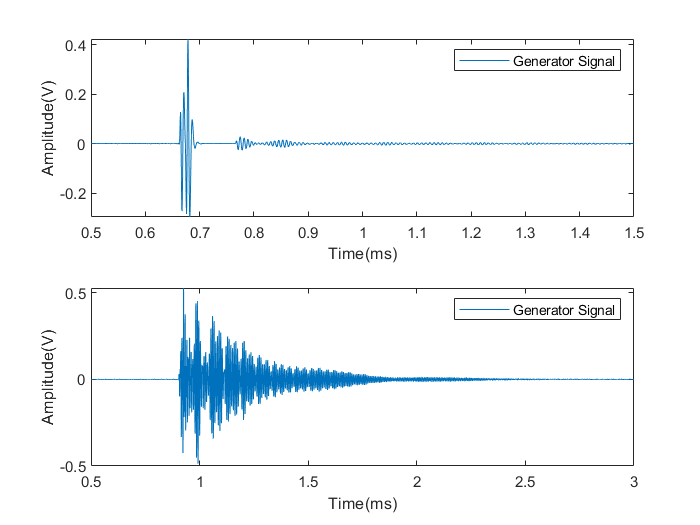 0.4
0.2
0
-0.2
Amplitude(V)
Generator Signal
0.5 0.6 0.7 0.8 0.9 1 1.1 1.2 1.3 1.4 1.5
Time(ms)
0.5
0
-0.5
Amplitude(V)
Generator Signal
0.5 1 1.5 2 2.5 3
Time(ms)